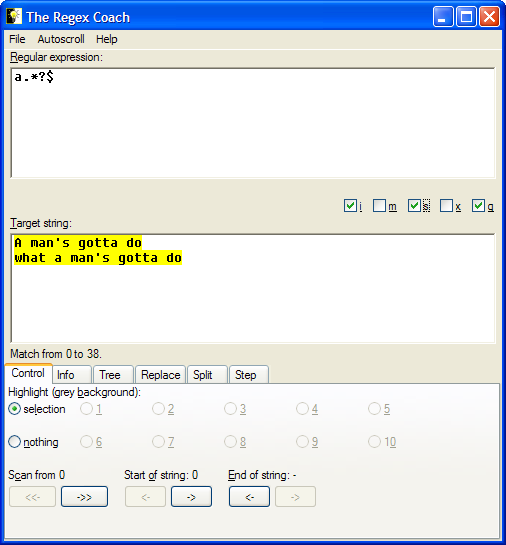 The Regex Coach
File Autoscroll Help
Regular expression:
a.*?$
i m s x g
Target string:
A man's gotta do
what a man's gotta do
Match from 0 to 38.
Control Info Tree Replace Split Step
Highlight (grey background):
selection 1 2 3 4 5
nothing 6 7 8 9 10
Scan from 0 Start of string: 0 End of string: -
<<- ->> <- -> <- ->